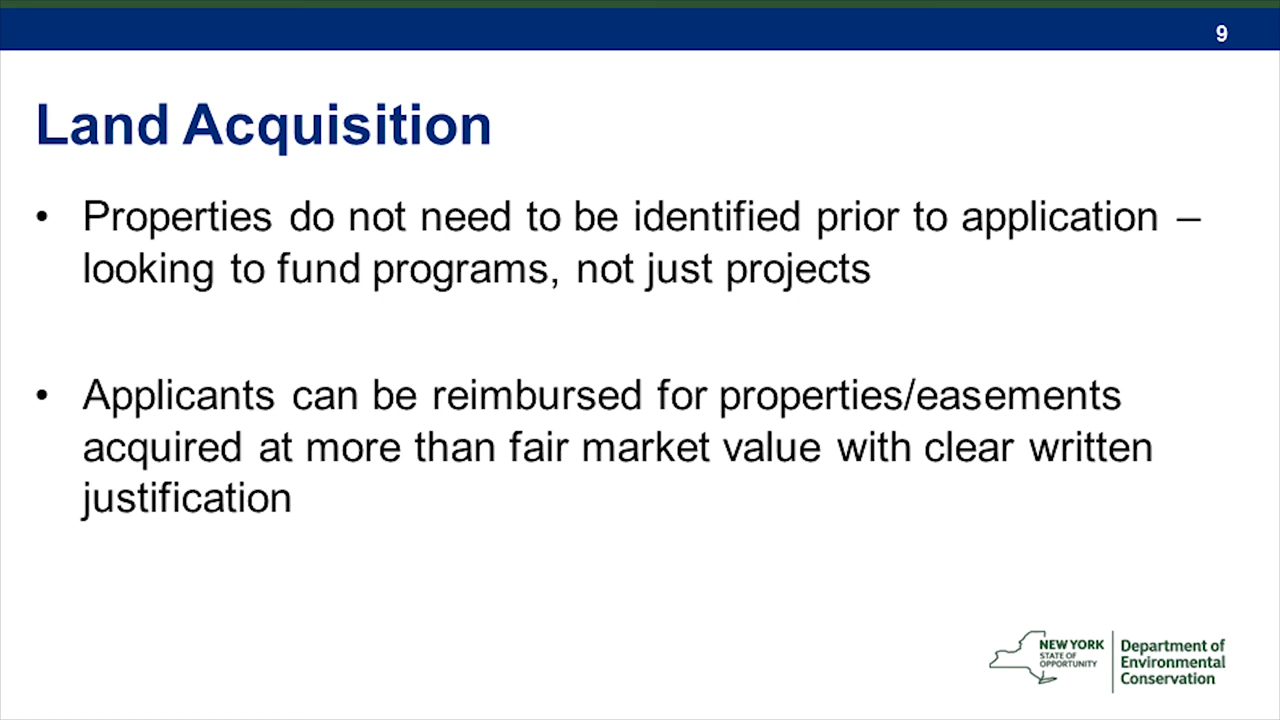 9
Land Acquisition
• Properties do not need to be identified prior to application –
looking to fund programs, not just projects
• Applicants can be reimbursed for properties/easements
acquired at more than fair market value with clear written
justification
NEW YORK
STATE OF
OPPORTUNITY
Department of
Environmental
Conservation